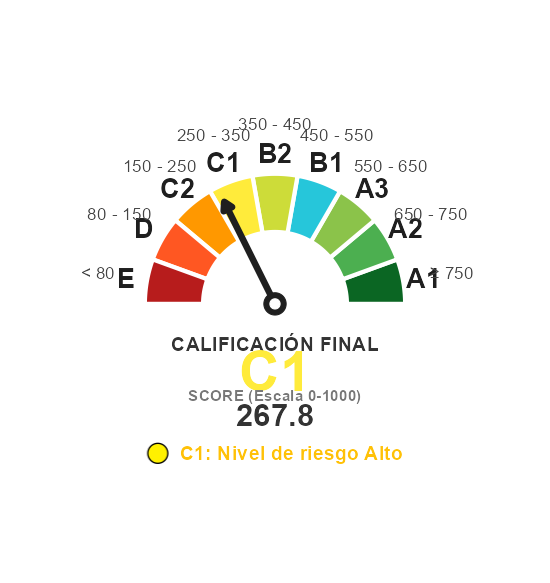 350 - 450
250 - 350
450 - 550
B2
C1
B1
150 - 250
550 - 650
C2
A3
80 - 150
650 - 750
D
A2
< 80
E
A1
≥ 750
CALIFICACIÓN FINAL
C1
SCORE (Escala 0-1000)
267.8
C1: Nivel de riesgo Alto